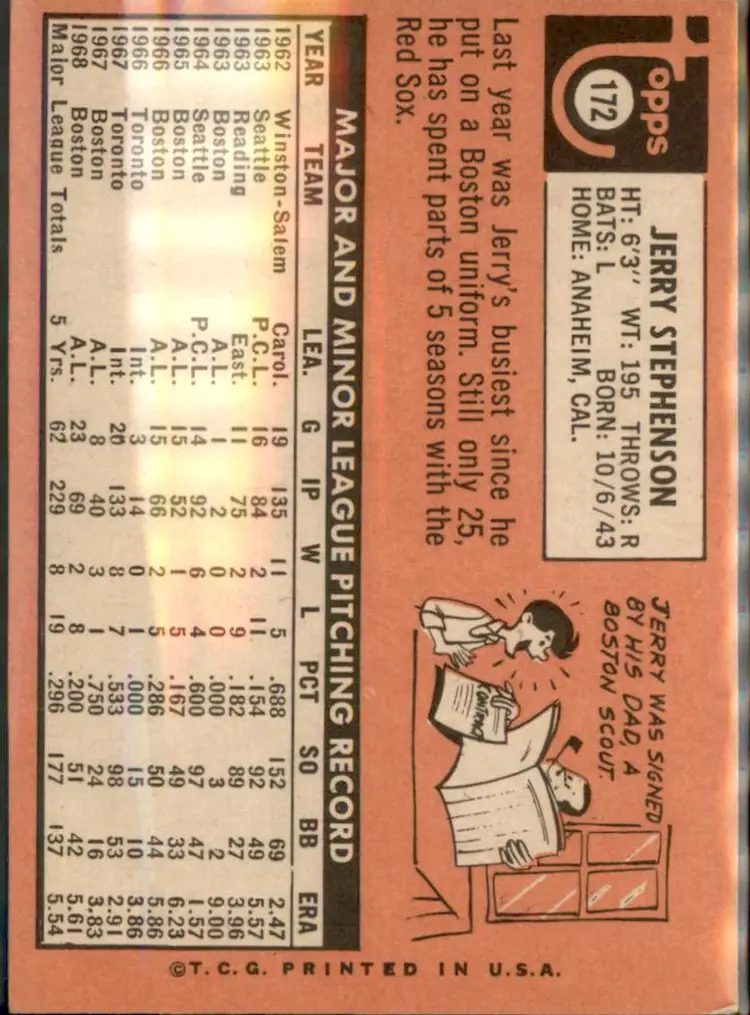 Topps
172
JERRY STEPHENSON
HT: 6'3'' WT: 195 THROWS: R
BATS: L BORN: 10/6/43
HOME: ANAHEIM, CAL.
Last year was Jerry's busiest since he
put on a Boston uniform. Still only 25,
he has spent parts of 5 seasons with the
Red Sox.
JERRY WAS SIGNED
BY HIS DAD, A
BOSTON SCOUT.
CONTRACT
MAJOR AND MINOR LEAGUE PITCHING RECORD
YEAR TEAM LEA. G IP W L PCT SO BB ERA
1962 Winston-Salem Carol. 19 135 11 5 .688 152 69 2.47
1963 Seattle P.C.L. 16 84 2 11 .154 92 49 5.57
1963 Reading East. 11 75 2 9 .182 89 27 3.96
1963 Boston A.L. 1 2 0 0 .000 3 2 9.00
1964 Seattle P.C.L. 14 92 6 4 .600 97 47 1.57
1965 Boston A.L. 15 52 1 5 .167 49 33 6.23
1966 Boston A.L. 15 66 2 5 .286 50 44 5.86
1966 Toronto Int. 3 14 0 1 .000 15 10 3.86
1967 Toronto Int. 20 133 8 7 .533 98 53 2.91
1967 Boston A.L. 8 40 3 1 .750 24 16 3.83
1968 Boston A.L. 23 69 2 8 .200 51 42 5.61
Major League Totals 5 Yrs. 62 229 8 19 .296 177 137 5.54
©T.C.G. PRINTED IN U.S.A.